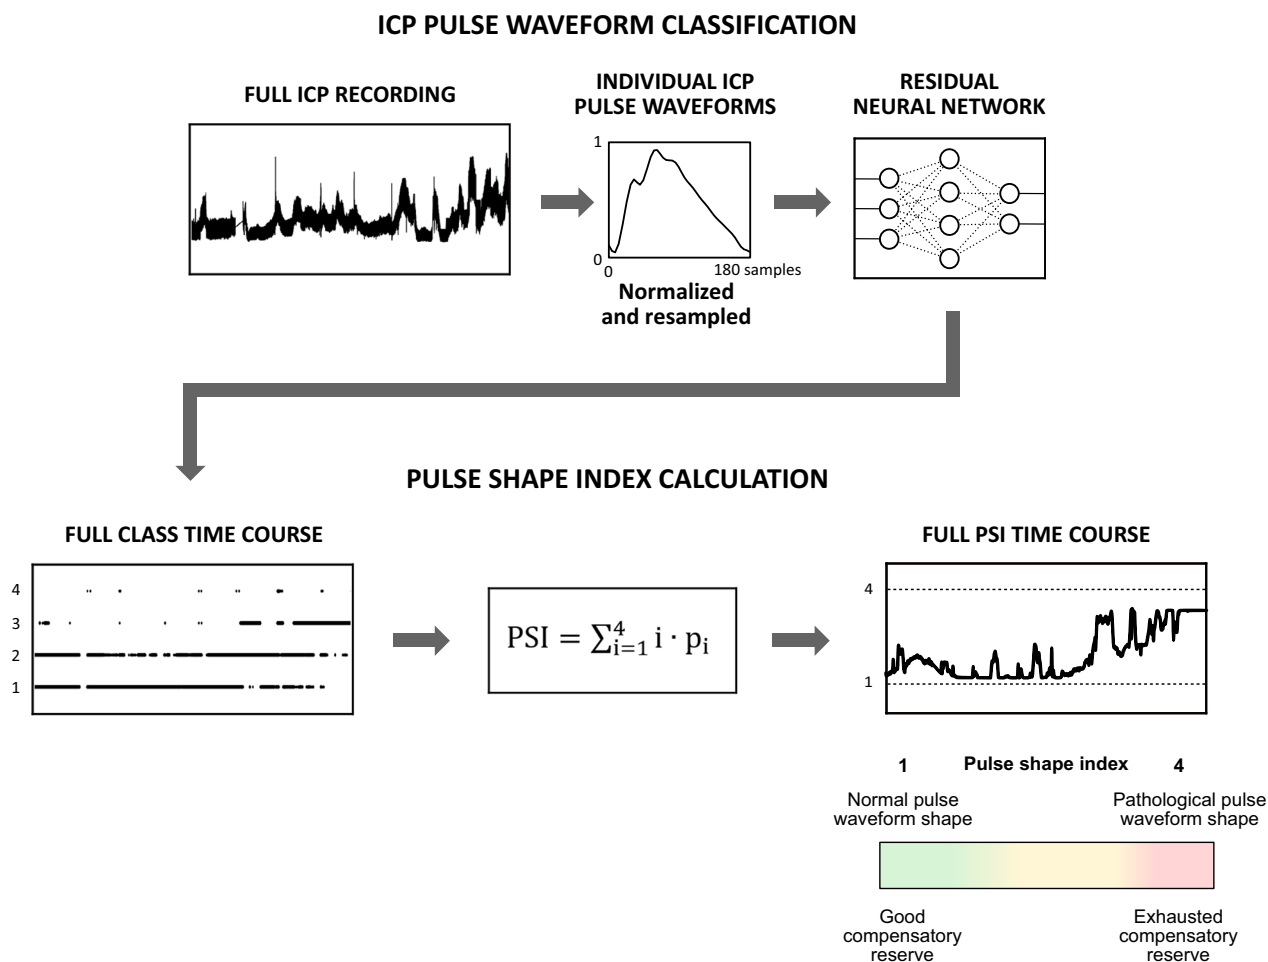 ICP PULSE WAVEFORM CLASSIFICATION
FULL ICP RECORDING
INDIVIDUAL ICP
PULSE WAVEFORMS
RESIDUAL
NEURAL NETWORK
1
0
0
180 samples
Normalized
and resampled
PULSE SHAPE INDEX CALCULATION
FULL CLASS TIME COURSE
4
3
2
1
PSI = ∑⁴ᵢ₌₁ i · pᵢ
FULL PSI TIME COURSE
4
1
1 Pulse shape index 4
Normal pulse
waveform shape
Pathological pulse
waveform shape
Good
compensatory
reserve
Exhausted
compensatory
reserve